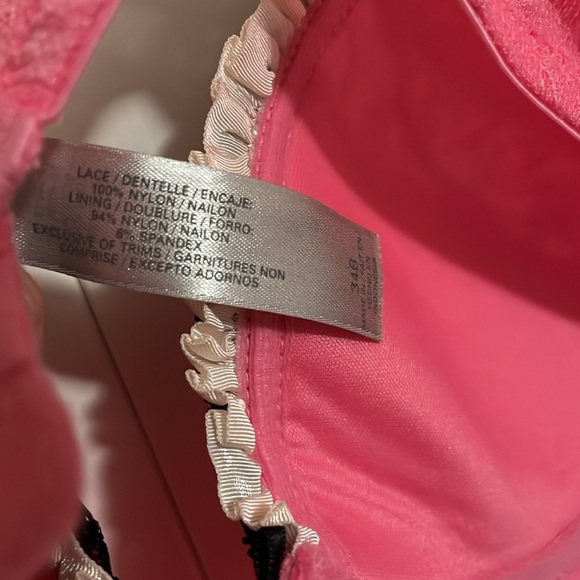 LACE / DENTELLE / ENCAJE:
100% NYLON / NAILON
LINING / DOUBLURE / FORRO:
94% NYLON / NAILON
6% SPANDEX
EXCLUSIVE OF TRIMS / GARNITURES NON
COMPRISE / EXCEPTO ADORNOS
34B